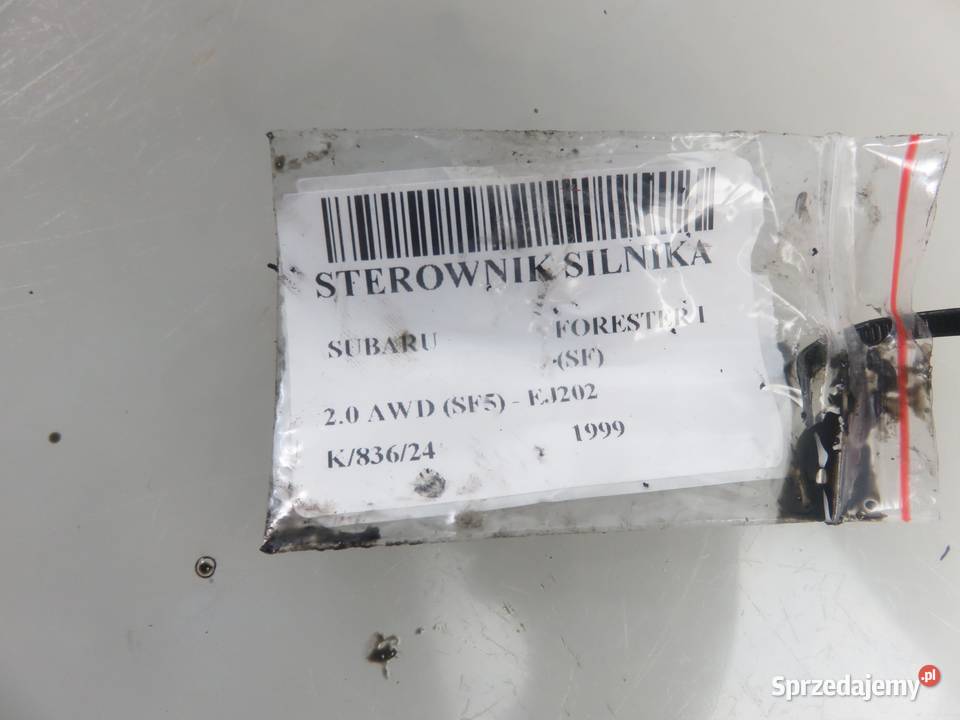 STEROWNIK SILNIKA
SUBARU FORESTER I
(SF)
2.0 AWD (SF5) - EJ202
K/836/24 1999
Sprzedajemy.pl